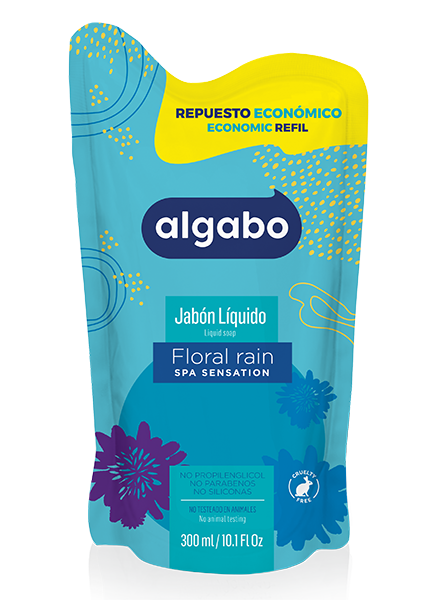 REPUESTO ECONÓMICO
ECONOMIC REFIL
algabo
Jabón Líquido
Liquid soap
Floral rain
SPA SENSATION
NO PROPILENGLICOL
NO PARABENOS
NO SILICONAS
NO TESTEADO EN ANIMALES
No animal testing
300 ml / 10.1 Fl Oz
CRUELTY
FREE